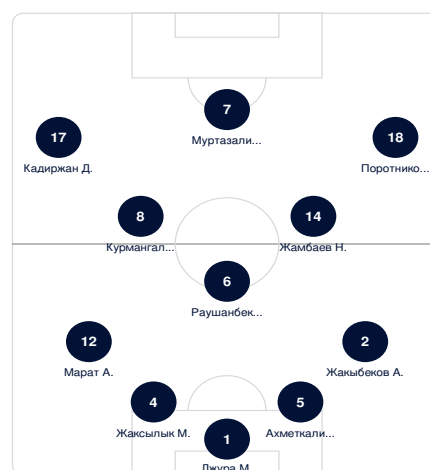 7
Муртазали...
17
Кадиржан Д.
18
Поротнико...
8
Курмангал...
14
Жамбаев Н.
6
Раушанбек...
12
Марат А.
2
Жакыбеков А.
4
Жаксылык М.
5
Ахметкали...
1
Джура М.